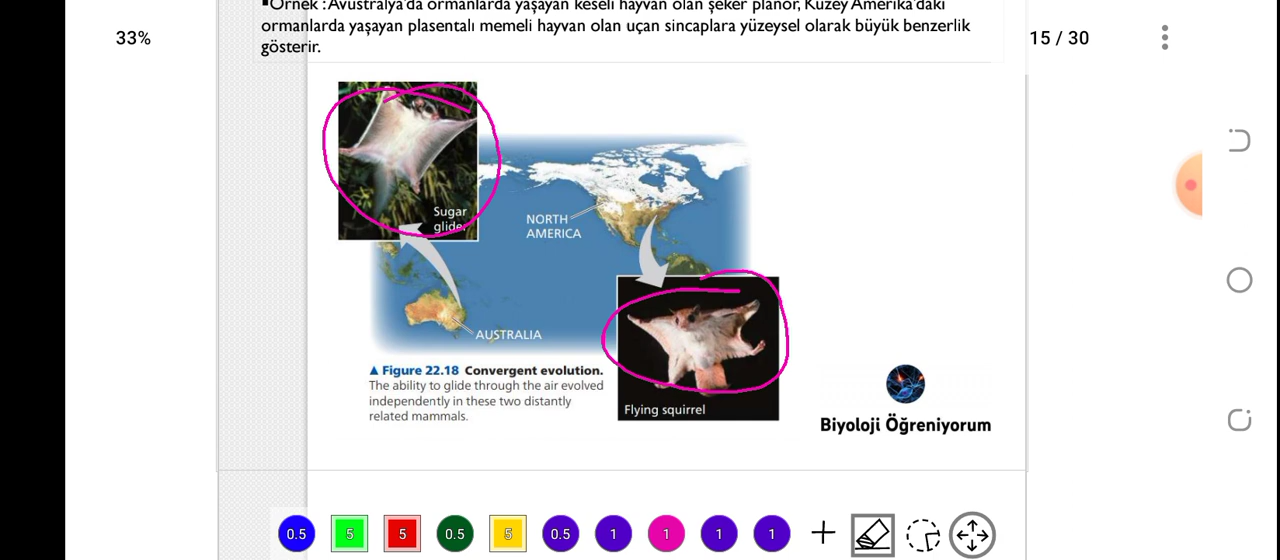 ▪Örnek : Avustralya'da ormanlarda yaşayan keseli hayvan olan şeker planör, Kuzey Amerika'daki
33%
15 / 30
ormanlarda yaşayan plasentalı memeli hayvan olan uçan sincaplara yüzeysel olarak büyük benzerlik
gösterir.
Sugar
glider
NORTH
AMERICA
AUSTRALIA
▲ Figure 22.18 Convergent evolution.
The ability to glide through the air evolved
independently in these two distantly
related mammals.
Flying squirrel
Biyoloji Öğreniyorum
0.5 5 5 0.5 5 0.5 1 1 1 1